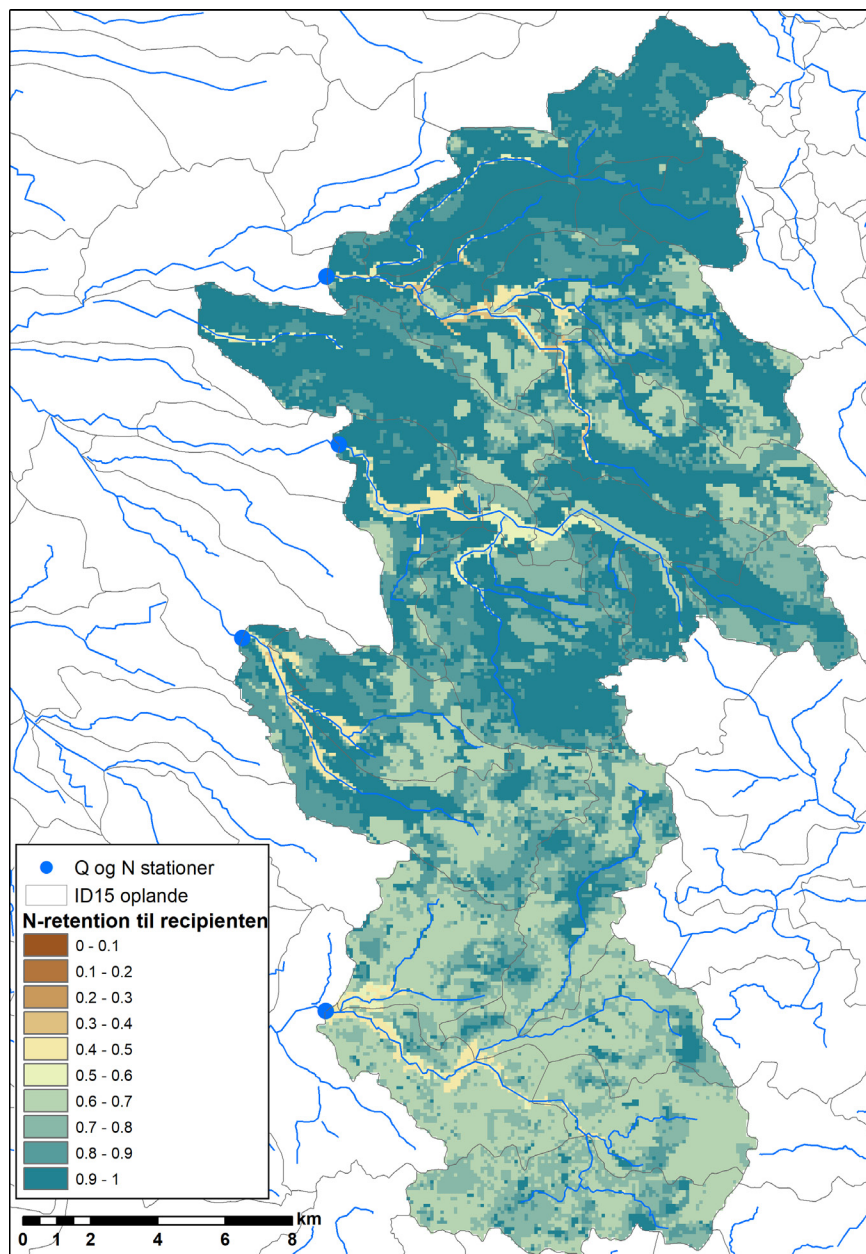 Q og N stationer
ID15 oplande
N-retention til recipienten
0 - 0.1
0.1 - 0.2
0.2 - 0.3
0.3 - 0.4
0.4 - 0.5
0.5 - 0.6
0.6 - 0.7
0.7 - 0.8
0.8 - 0.9
0.9 - 1
km
0 1 2 4 6 8